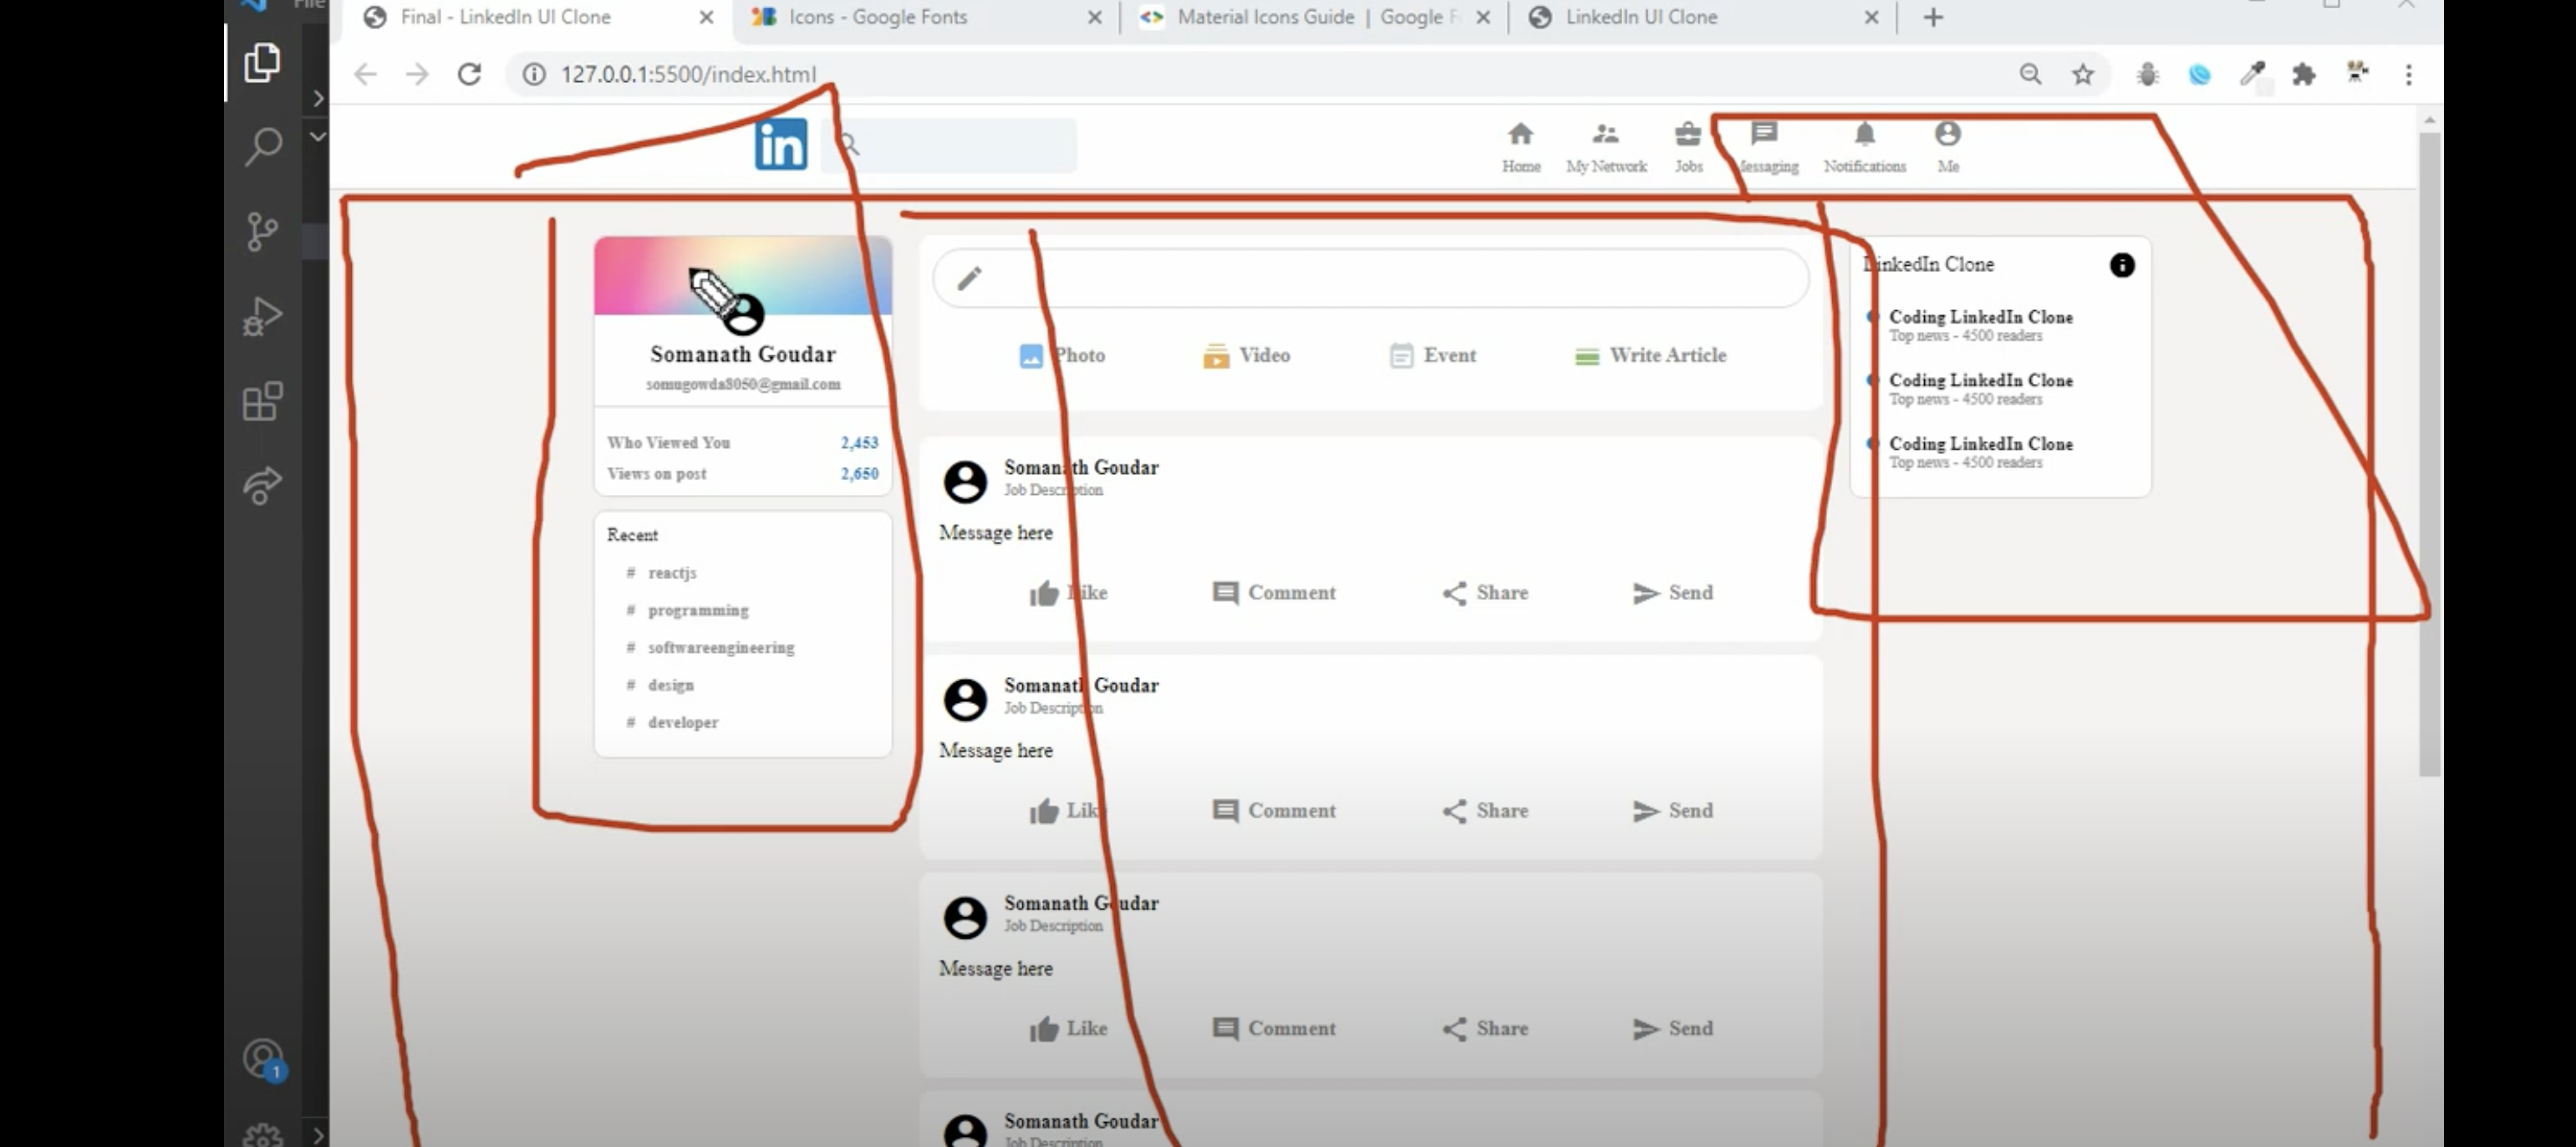 File
Final - LinkedIn UI Clone
Icons - Google Fonts
Material Icons Guide | Google F
LinkedIn UI Clone
127.0.0.1:5500/index.html
in
Home
My Network
Jobs
Messaging
Notifications
Me
Somanath Goudar
somugowda8050@gmail.com
Who Viewed You 2,453
Views on post 2,650
Recent
# reactjs
# programming
# softwareengineering
# design
# developer
Photo Video Event Write Article
Somanath Goudar
Job Description
Message here
Like Comment Share Send
Somanath Goudar
Job Description
Message here
Like Comment Share Send
Somanath Goudar
Job Description
Message here
Like Comment Share Send
Somanath Goudar
Job Description
LinkedIn Clone
Coding LinkedIn Clone
Top news - 4500 readers
Coding LinkedIn Clone
Top news - 4500 readers
Coding LinkedIn Clone
Top news - 4500 readers
1